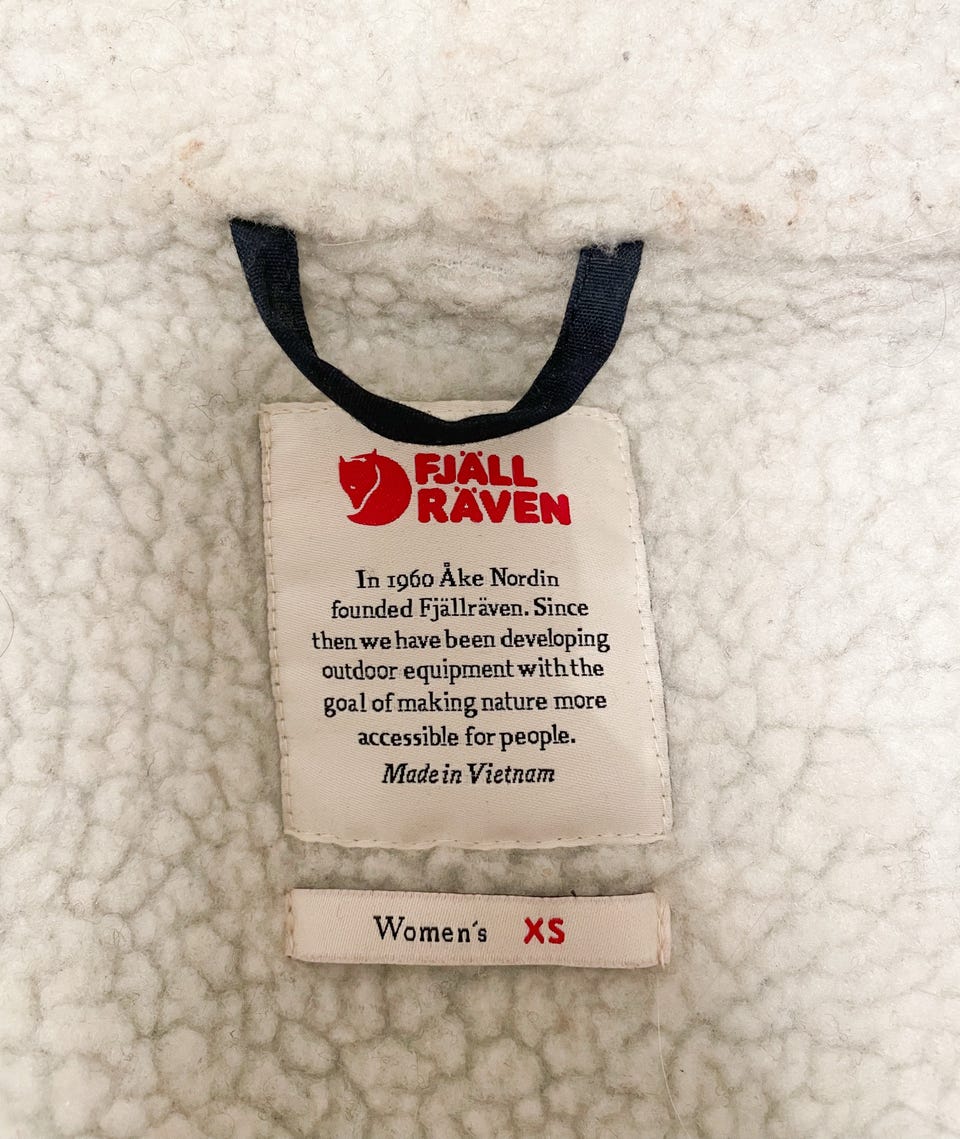 FJÄLL
RÄVEN
In 1960 Åke Nordin
founded Fjällräven. Since
then we have been developing
outdoor equipment with the
goal of making nature more
accessible for people.
Made in Vietnam
Women's XS